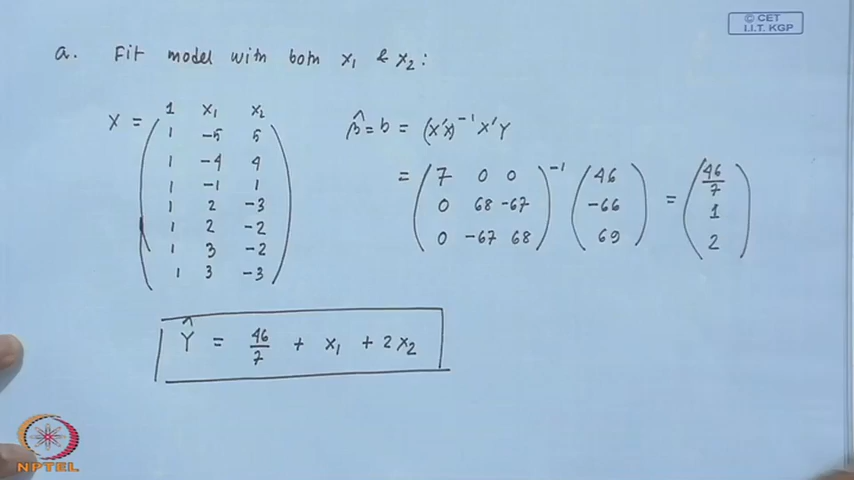 © CET
I.I.T. KGP
a. Fit model with both x₁ & x₂:
1 x₁ x₂
X =
1 -5 5
1 -4 4
1 -1 1
1 2 -3
1 2 -2
1 3 -2
1 3 -3
β̂ = b = (X'X)⁻¹ X'Y
= ( 7 0 0 )⁻¹ ( 46 ) = ( 46/7 )
0 68 -67 -66 1
0 -67 68 69 2
Ŷ = 46/7 + x₁ + 2x₂
NPTEL